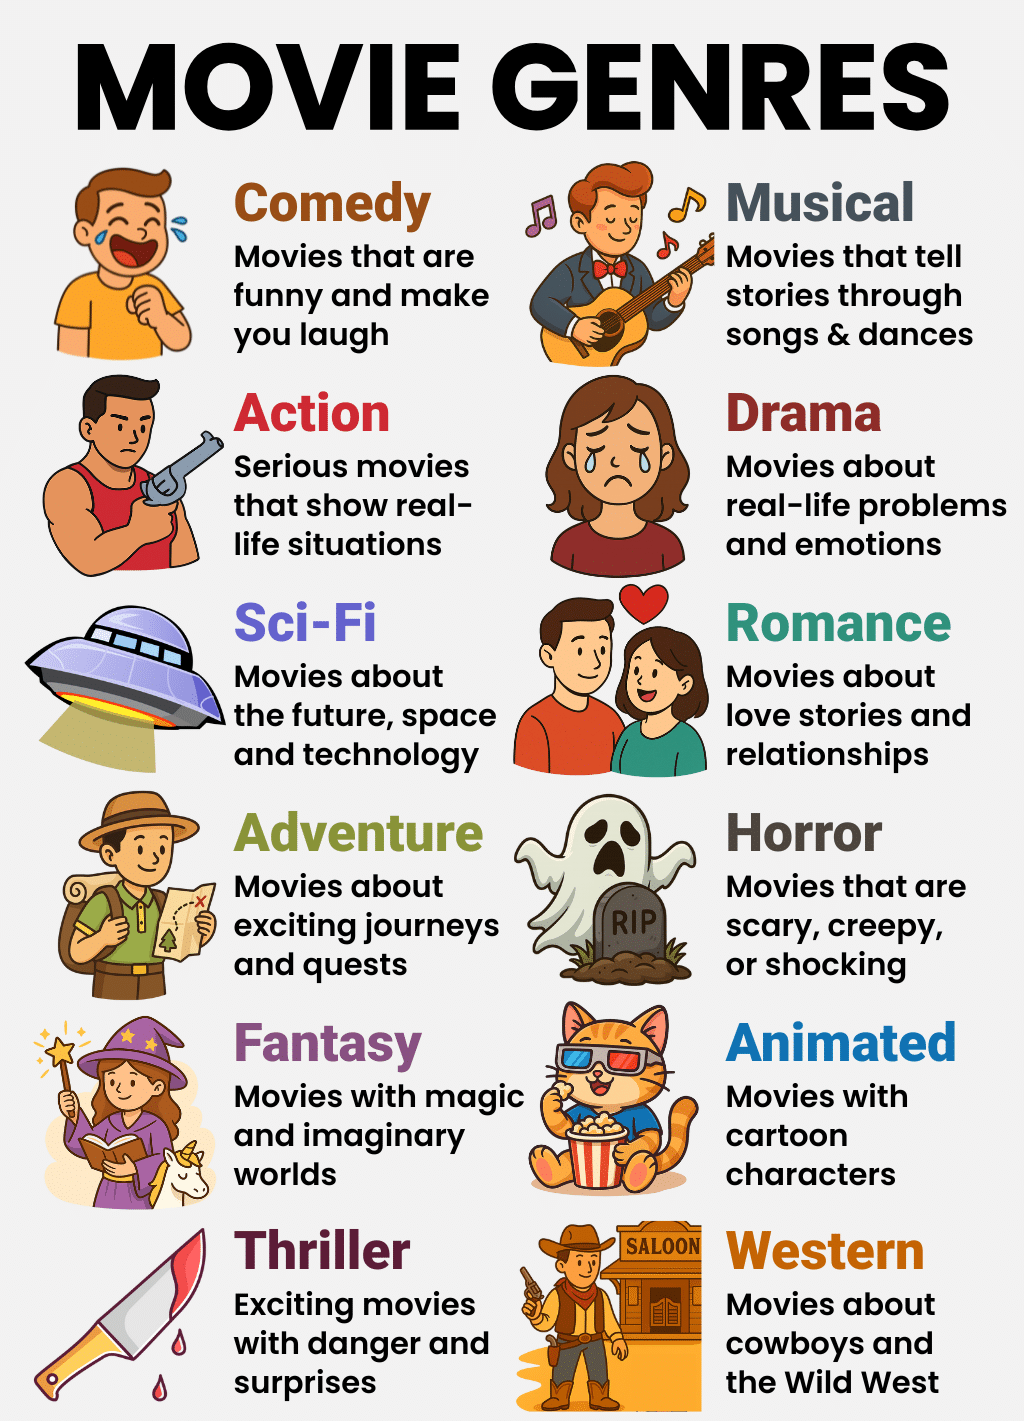 MOVIE GENRES
Comedy
Movies that are
funny and make
you laugh
Musical
Movies that tell
stories through
songs & dances
Action
Serious movies
that show real-
life situations
Drama
Movies about
real-life problems
and emotions
Sci-Fi
Movies about
the future, space
and technology
Romance
Movies about
love stories and
relationships
Adventure
Movies about
exciting journeys
and quests
RIP
Horror
Movies that are
scary, creepy,
or shocking
Fantasy
Movies with magic
and imaginary
worlds
Animated
Movies with
cartoon
characters
Thriller
Exciting movies
with danger and
surprises
SALOON
Western
Movies about
cowboys and
the Wild West